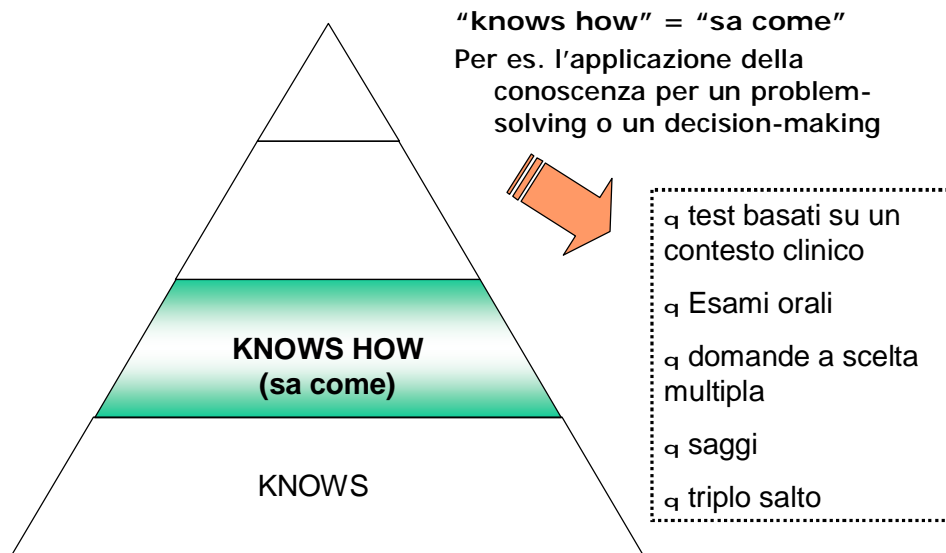 “knows how” = “sa come”
Per es. l’applicazione della
conoscenza per un problem-
solving o un decision-making
q test basati su un
contesto clinico
q Esami orali
q domande a scelta
multipla
q saggi
q triplo salto
KNOWS HOW
(sa come)
KNOWS